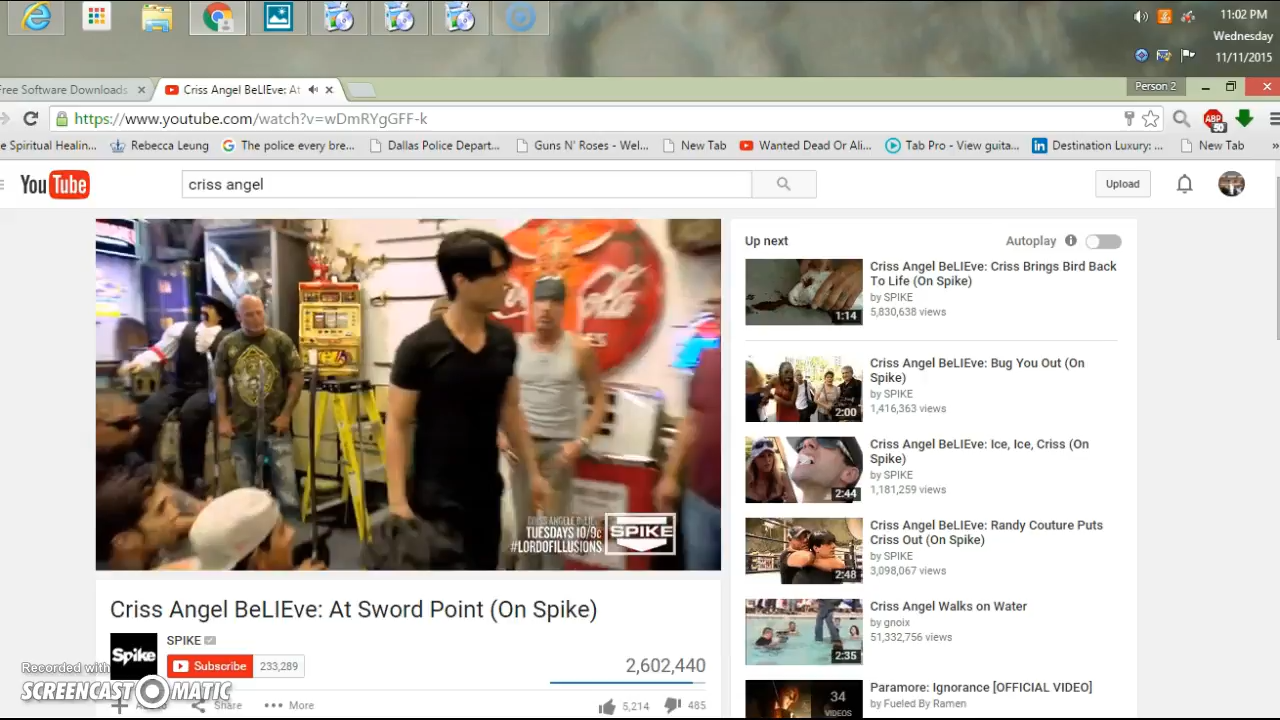 11:02 PM
Wednesday
11/11/2015
Free Software Downloads
Criss Angel BeLIEve: At
Person 2
https://www.youtube.com/watch?v=wDmRYgGFF-k
ABP
50
e Spiritual Healin...
Rebecca Leung
The police every bre...
Dallas Police Depart...
Guns N' Roses - Wel...
New Tab
Wanted Dead Or Ali...
Tab Pro - View guita...
Destination Luxury: ...
New Tab
YouTube
criss angel
Upload
TUESDAYS 10/9c
#LORDOFILLUSIONS
SPIKE
Criss Angel BeLIEve: At Sword Point (On Spike)
Spike
SPIKE
Subscribe
233,289
2,602,440
Share
More
5,214
485
Recorded with
SCREENCAST-O-MATIC
Up next
Autoplay
Criss Angel BeLIEve: Criss Brings Bird Back
To Life (On Spike)
by SPIKE
5,830,638 views
1:14
Criss Angel BeLIEve: Bug You Out (On
Spike)
by SPIKE
1,416,363 views
2:00
Criss Angel BeLIEve: Ice, Ice, Criss (On
Spike)
by SPIKE
1,181,259 views
2:44
Criss Angel BeLIEve: Randy Couture Puts
Criss Out (On Spike)
by SPIKE
3,098,067 views
2:48
Criss Angel Walks on Water
by gnoix
51,332,756 views
2:35
Paramore: Ignorance [OFFICIAL VIDEO]
by Fueled By Ramen
34
VIDEOS